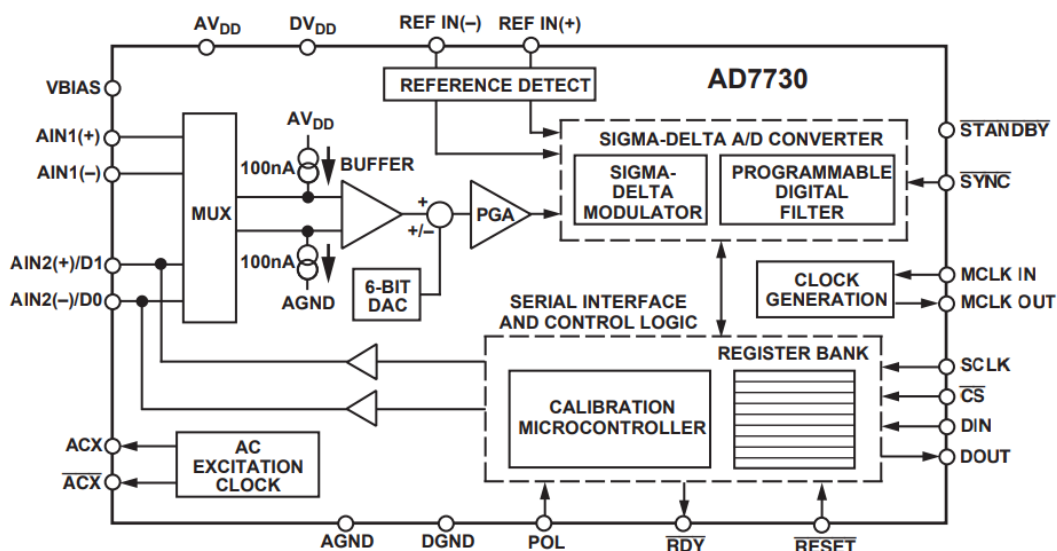 AVDD
DVDD
REF IN(–)
REF IN(+)
REFERENCE DETECT
AD7730
VBIAS
AIN1(+)
AIN1(–)
AIN2(+)/D1
AIN2(–)/D0
MUX
AVDD
100nA
BUFFER
100nA
AGND
+
+/–
6-BIT
DAC
PGA
SIGMA-DELTA A/D CONVERTER
SIGMA-
DELTA
MODULATOR
PROGRAMMABLE
DIGITAL
FILTER
STANDBY
SYNC
CLOCK
GENERATION
MCLK IN
MCLK OUT
SERIAL INTERFACE
AND CONTROL LOGIC
REGISTER BANK
CALIBRATION
MICROCONTROLLER
SCLK
CS
DIN
DOUT
ACX
ACX
AC
EXCITATION
CLOCK
AGND
DGND
POL
RDY
RESET